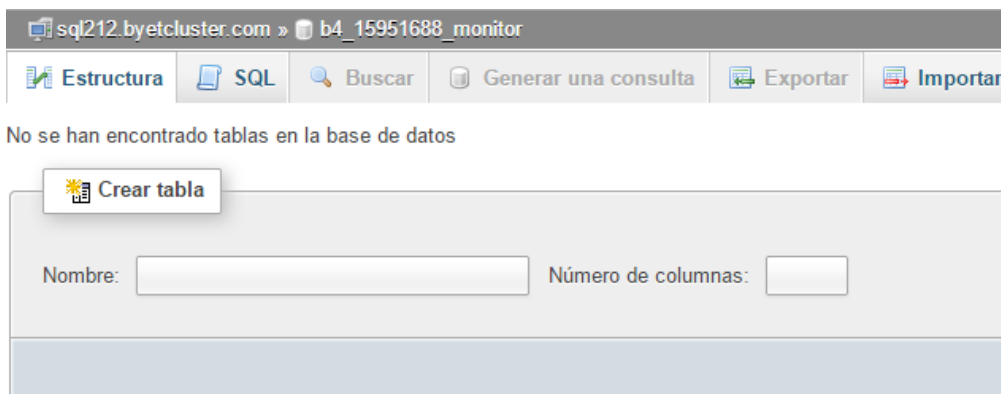 sql212.byetcluster.com » b4_15951688_monitor
Estructura SQL Buscar Generar una consulta Exportar Importar
No se han encontrado tablas en la base de datos
Crear tabla
Nombre: Número de columnas: